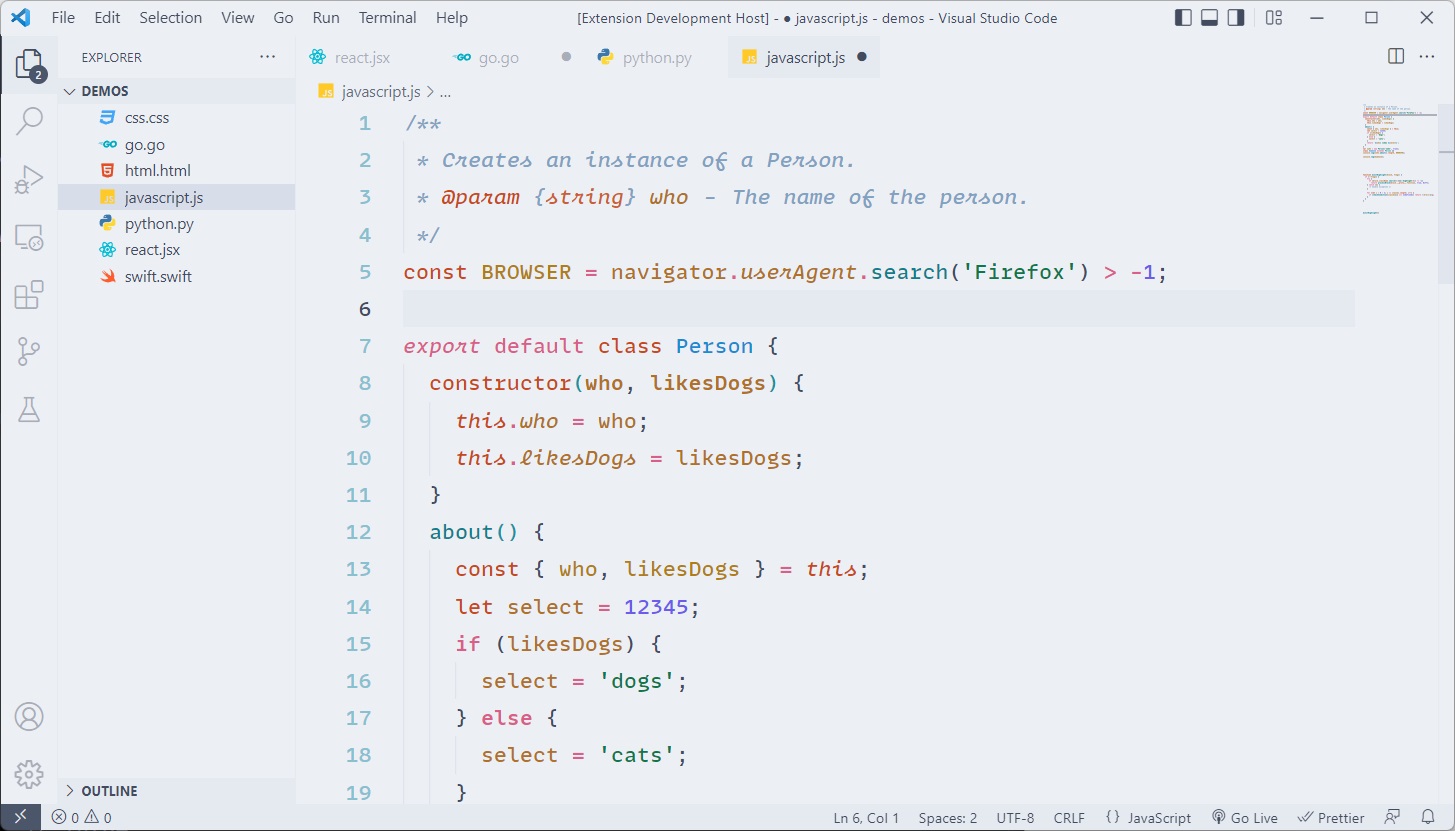 File Edit Selection View Go Run Terminal Help [Extension Development Host] - ● javascript.js - demos - Visual Studio Code
EXPLORER ··· react.jsx go.go python.py JS javascript.js ···
2
DEMOS
JS javascript.js > ...
css.css
go.go
html.html
JS javascript.js
python.py
react.jsx
swift.swift
1 /**
2 * Creates an instance of a Person.
3 * @param {string} who - The name of the person.
4 */
5 const BROWSER = navigator.userAgent.search('Firefox') > -1;
6
7 export default class Person {
8 constructor(who, likesDogs) {
9 this.who = who;
10 this.likesDogs = likesDogs;
11 }
12 about() {
13 const { who, likesDogs } = this;
14 let select = 12345;
15 if (likesDogs) {
16 select = 'dogs';
17 } else {
18 select = 'cats';
19 }
OUTLINE
0 0 Ln 6, Col 1 Spaces: 2 UTF-8 CRLF {} JavaScript Go Live Prettier